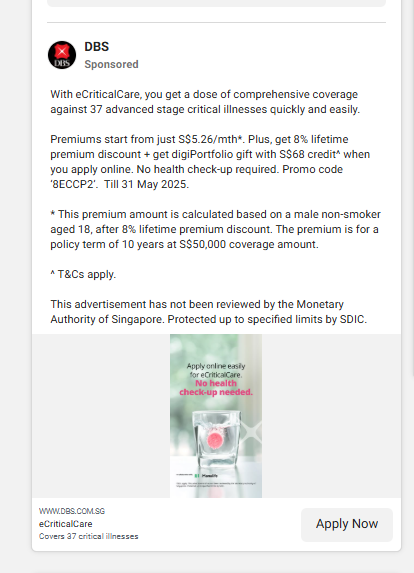 DBS
DBS
Sponsored
With eCriticalCare, you get a dose of comprehensive coverage
against 37 advanced stage critical illnesses quickly and easily.
Premiums start from just S$5.26/mth*. Plus, get 8% lifetime
premium discount + get digiPortfolio gift with S$68 credit^ when
you apply online. No health check-up required. Promo code
'8ECCP2'. Till 31 May 2025.
* This premium amount is calculated based on a male non-smoker
aged 18, after 8% lifetime premium discount. The premium is for a
policy term of 10 years at S$50,000 coverage amount.
^ T&Cs apply.
This advertisement has not been reviewed by the Monetary
Authority of Singapore. Protected up to specified limits by SDIC.
Apply online easily
for eCriticalCare.
No health
check-up needed.
Manulife
WWW.DBS.COM.SG
eCriticalCare
Covers 37 critical illnesses
Apply Now